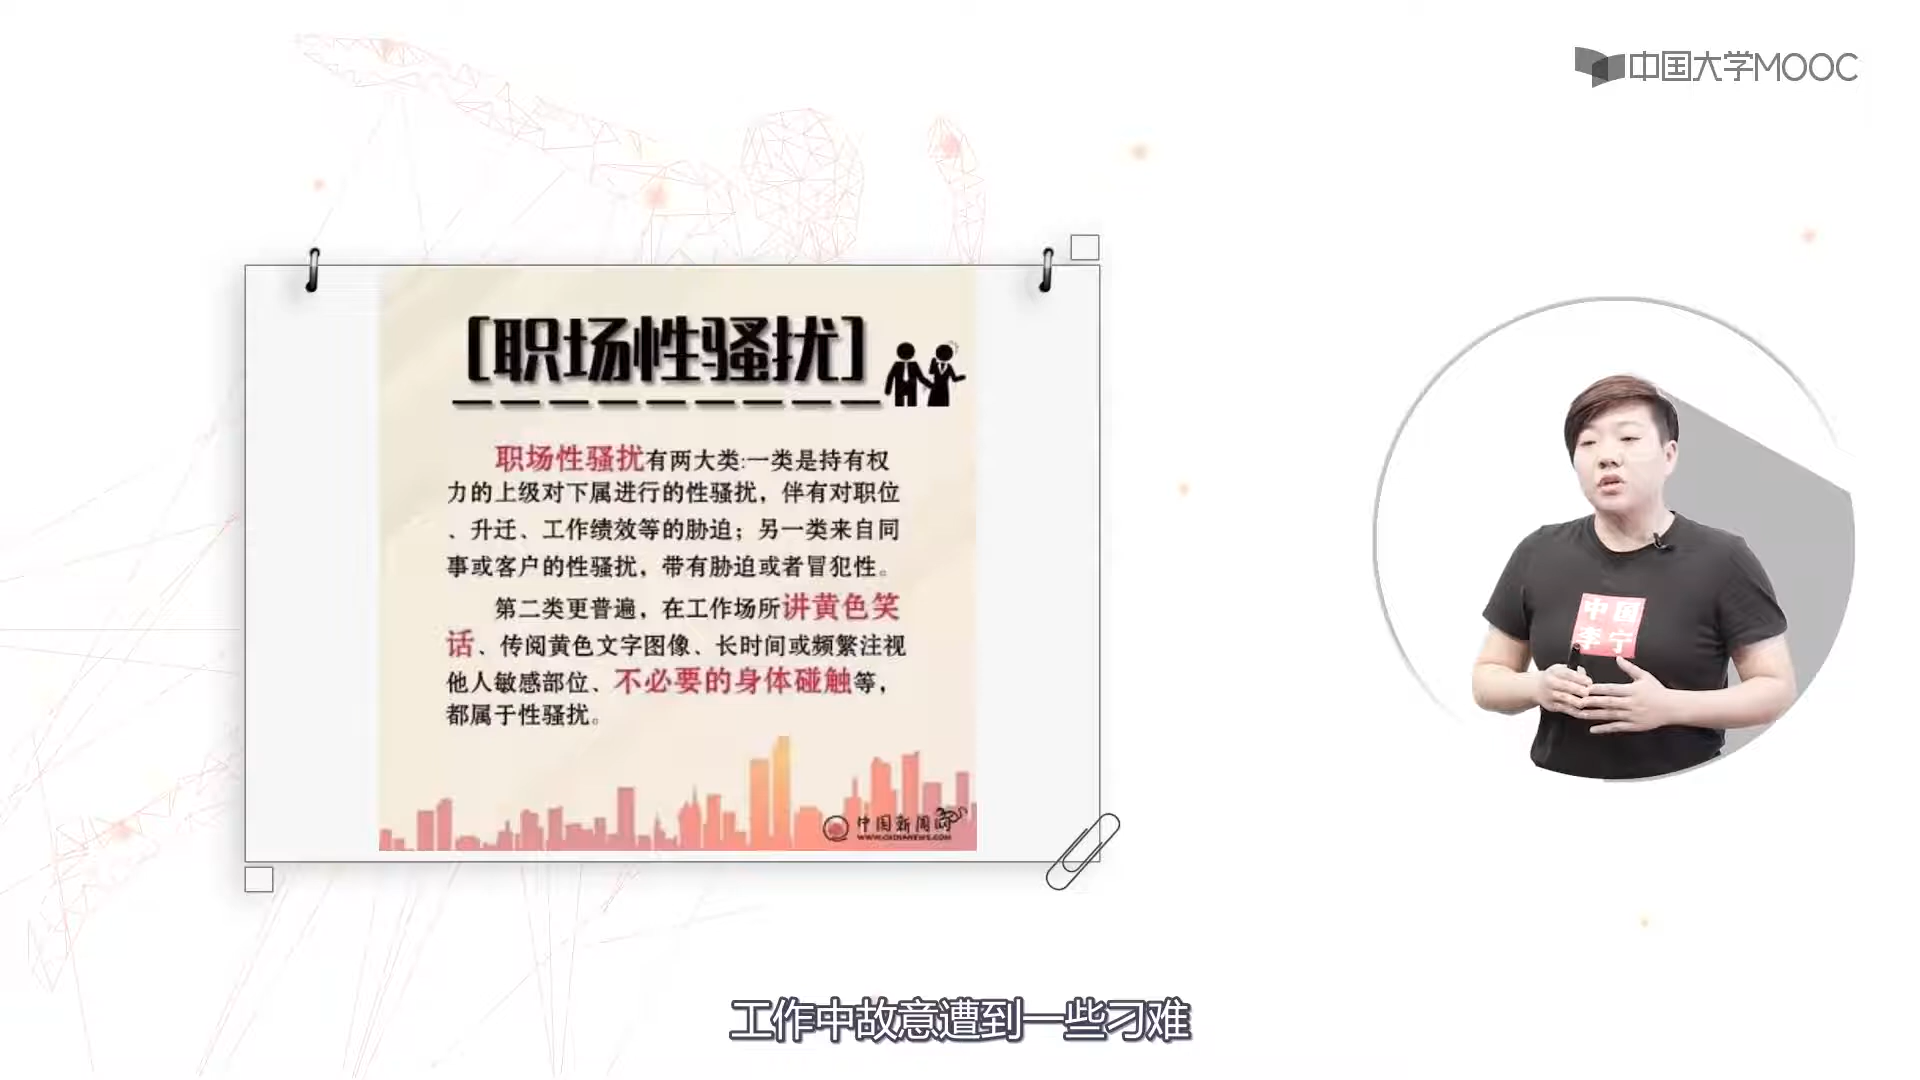 中国大学MOOC
[职场性骚扰]
职场性骚扰有两大类:一类是持有权
力的上级对下属进行的性骚扰，伴有对职位
、升迁、工作绩效等的胁迫；另一类来自同
事或客户的性骚扰，带有胁迫或者冒犯性。
第二类更普遍，在工作场所讲黄色笑
话、传阅黄色文字图像、长时间或频繁注视
他人敏感部位、不必要的身体碰触等，
都属于性骚扰。
中国新闻网
WWW.CHINANEWS.COM
中国
李宁
工作中故意遭到一些刁难